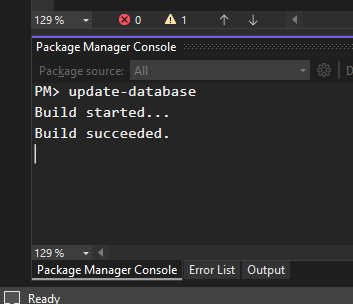 129 %
0
1
Package Manager Console
Package source: All
PM> update-database
Build started...
Build succeeded.
129 %
Package Manager Console Error List Output
Ready